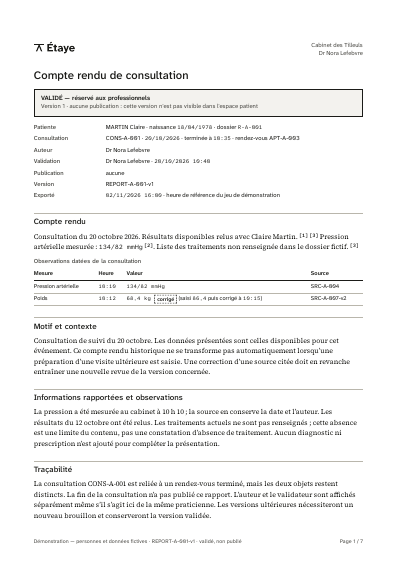 Étaye
Cabinet des Tilleuls
Dr Nora Lefebvre
Compte rendu de consultation
VALIDÉ — réservé aux professionnels
Version 1 · aucune publication : cette version n'est pas visible dans l'espace patient
Patiente MARTIN Claire · naissance 18/04/1978 · dossier R-A-001
Consultation CONS-A-001 · 20/10/2026 · terminée à 10:35 · rendez-vous APT-A-003
Auteur Dr Nora Lefebvre
Validation Dr Nora Lefebvre · 20/10/2026 10:40
Publication aucune
Version REPORT-A-001-v1
Exporté 02/11/2026 16:00 · heure de référence du jeu de démonstration
Compte rendu
Consultation du 20 octobre 2026. Résultats disponibles relus avec Claire Martin. [1] [3] Pression
artérielle mesurée : 134/82 mmHg [2]. Liste des traitements non renseignée dans le dossier fictif. [3]
Observations datées de la consultation
Mesure Heure Valeur Source
Pression artérielle 10:10 134/82 mmHg SRC-A-004
Poids 10:12 68,4 kg corrigé (saisi 86,4 puis corrigé à 10:15) SRC-A-007-v2
Motif et contexte
Consultation de suivi du 20 octobre. Les données présentées sont celles disponibles pour cet
événement. Ce compte rendu historique ne se transforme pas automatiquement lorsqu'une
préparation d'une visite ultérieure est saisie. Une correction d'une source citée doit en revanche
entraîner une nouvelle revue de la version concernée.
Informations rapportées et observations
La pression a été mesurée au cabinet à 10 h 10 ; la source en conserve la date et l'auteur. Les
résultats du 12 octobre ont été relus. Les traitements actuels ne sont pas renseignés ; cette absence
est une limite du contenu, pas une constatation d'absence de traitement. Aucun diagnostic ni
prescription n'est ajouté pour compléter la présentation.
Traçabilité
La consultation CONS-A-001 est reliée à un rendez-vous terminé, mais les deux objets restent
distincts. La fin de la consultation n'a pas publié ce rapport. L'auteur et le validateur sont affichés
séparément même s'il s'agit ici de la même praticienne. Les versions ultérieures nécessiteront un
nouveau brouillon et conserveront la version validée.
Démonstration — personnes et données fictives · REPORT-A-001-v1 · validé, non publié
Page 1 / 7